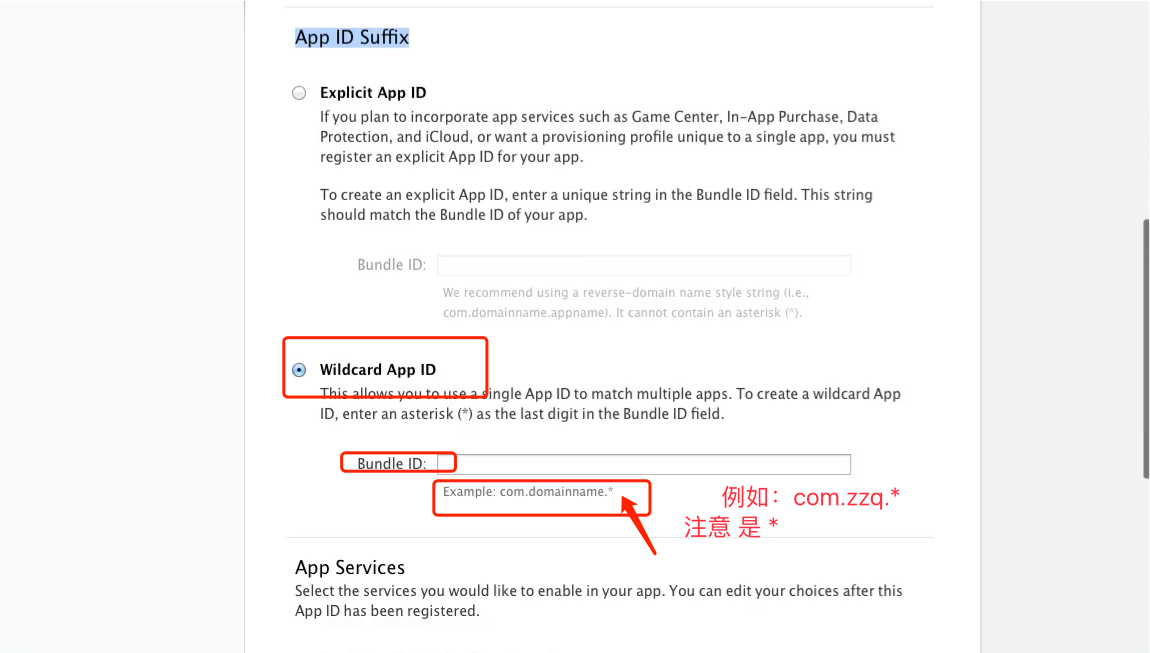 App ID Suffix
Explicit App ID
If you plan to incorporate app services such as Game Center, In-App Purchase, Data
Protection, and iCloud, or want a provisioning profile unique to a single app, you must
register an explicit App ID for your app.
To create an explicit App ID, enter a unique string in the Bundle ID field. This string
should match the Bundle ID of your app.
Bundle ID:
We recommend using a reverse-domain name style string (i.e.,
com.domainname.appname). It cannot contain an asterisk (*).
Wildcard App ID
This allows you to use a single App ID to match multiple apps. To create a wildcard App
ID, enter an asterisk (*) as the last digit in the Bundle ID field.
Bundle ID:
Example: com.domainname.*
例如：com.zzq.*
注意 是 *
App Services
Select the services you would like to enable in your app. You can edit your choices after this
App ID has been registered.